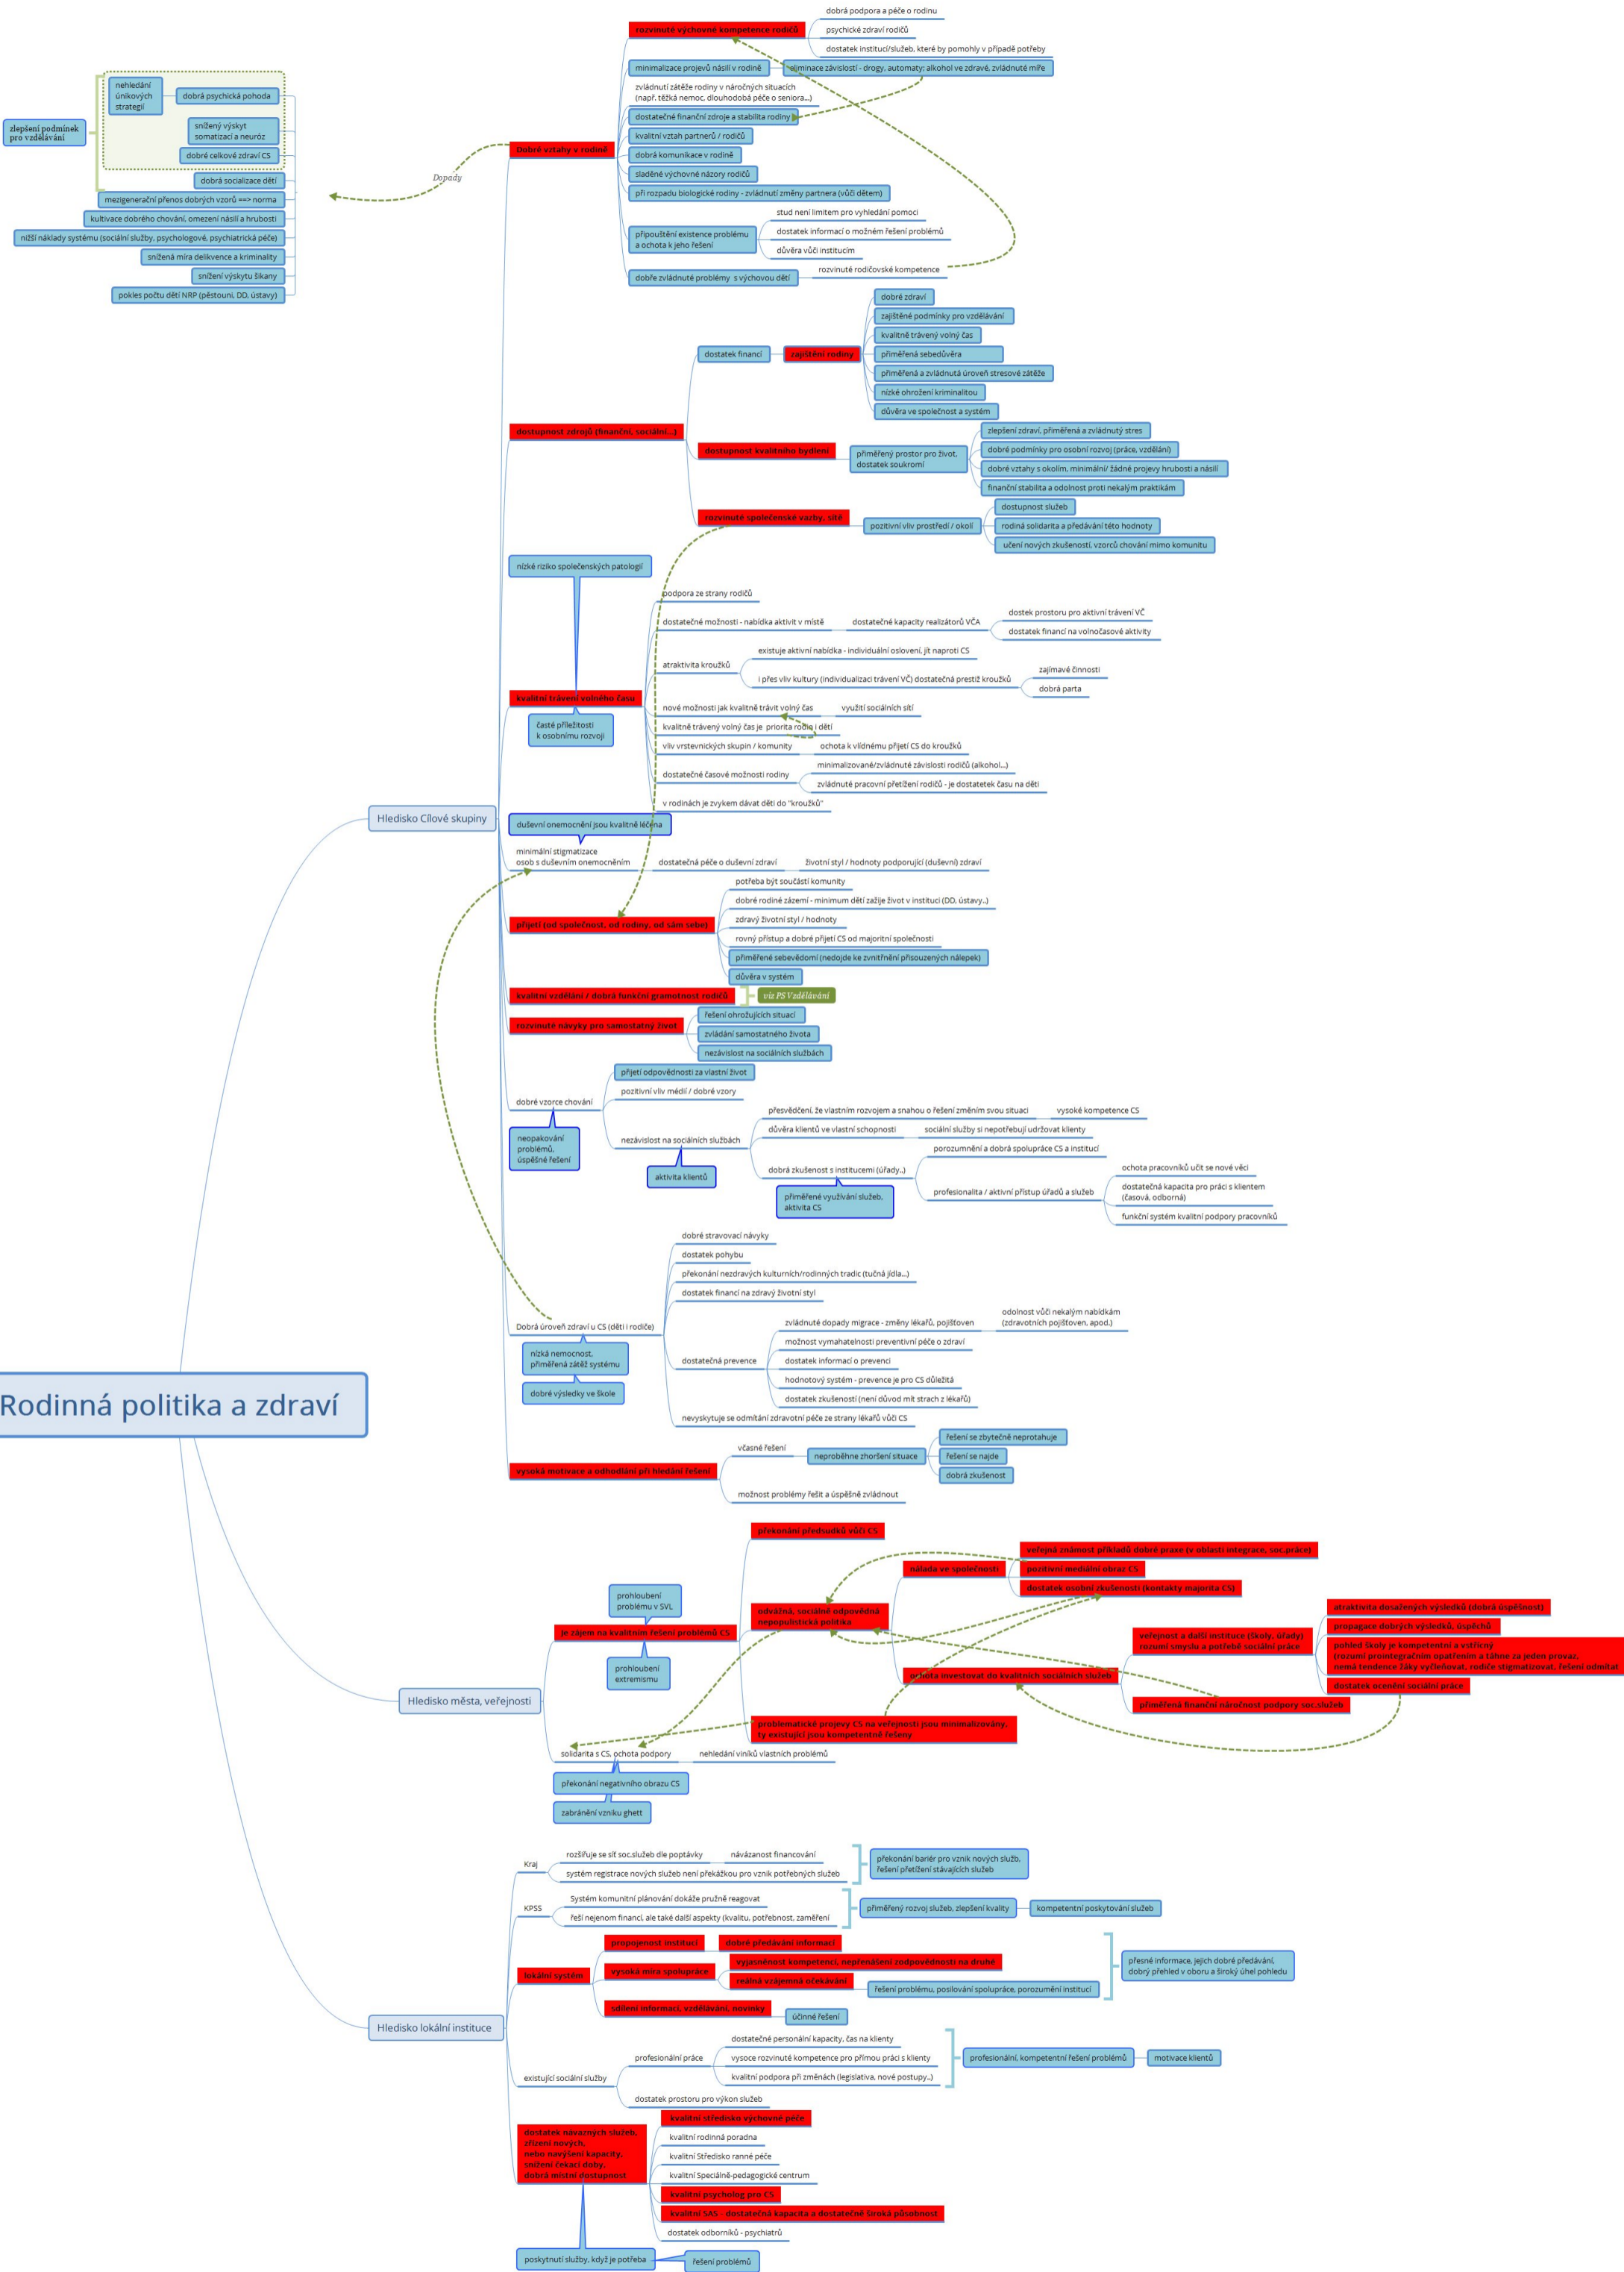 Rodinná politika a zdraví
Hledisko Cílové skupiny
Dobré vztahy v rodině
rozvinuté výchovné kompetence rodičů
dobrá podpora a péče o rodinu
psychické zdraví rodičů
dostatek institucí/služeb, které by pomohly v případě potřeby
minimalizace projevů násilí v rodině
eliminace závislostí - drogy, automaty; alkohol ve zdravé, zvládnuté míře
zvládnutí zátěže rodiny v náročných situacích
(např. těžká nemoc, dlouhodobá péče o seniora...)
dostatečné finanční zdroje a stabilita rodiny
kvalitní vztah partnerů / rodičů
dobrá komunikace v rodině
sladěné výchovné názory rodičů
při rozpadu biologické rodiny - zvládnutí změny partnera (vůči dětem)
připouštění existence problému
a ochota k jeho řešení
stud není limitem pro vyhledání pomoci
dostatek informací o možném řešení problémů
důvěra vůči institucím
dobře zvládnuté problémy s výchovou dětí
rozvinuté rodičovské kompetence
Dopady
zlepšení podmínek
pro vzdělávání
nehledání
únikových
strategií
dobrá psychická pohoda
snížený výskyt
somatizací a neuróz
dobré celkové zdraví CS
dobrá socializace dětí
mezigenerační přenos dobrých vzorů ==> norma
kultivace dobrého chování, omezení násilí a hrubosti
nižší náklady systému (sociální služby, psychologové, psychiatrická péče)
snížená míra delikvence a kriminality
snížení výskytu šikany
pokles počtu dětí NRP (pěstouni, DD, ústavy)
dostupnost zdrojů (finanční, sociální...)
dostatek financí
zajištění rodiny
dobré zdraví
zajištěné podmínky pro vzdělávání
kvalitně trávený volný čas
přiměřená sebedůvěra
přiměřená a zvládnutá úroveň stresové zátěže
nízké ohrožení kriminalitou
důvěra ve společnost a systém
dostupnost kvalitního bydlení
přiměřený prostor pro život,
dostatek soukromí
zlepšení zdraví, přiměřená a zvládnutý stres
dobré podmínky pro osobní rozvoj (práce, vzdělání)
dobré vztahy s okolím, minimální/ žádné projevy hrubosti a násilí
finanční stabilita a odolnost proti nekalým praktikám
rozvinuté společenské vazby, sítě
pozitivní vliv prostředí / okolí
dostupnost služeb
rodiná solidarita a předávání této hodnoty
učení nových zkušeností, vzorců chování mimo komunitu
nízké riziko společenských patologií
kvalitní trávení volného času
časté příležitosti
k osobnímu rozvoji
podpora ze strany rodičů
dostatečné možnosti - nabídka aktivit v místě
dostatečné kapacity realizátorů VČA
dostek prostoru pro aktivní trávení VČ
dostatek financí na volnočasové aktivity
atraktivita kroužků
existuje aktivní nabídka - individuální oslovení, jít naproti CS
i přes vliv kultury (individualizaci trávení VČ) dostatečná prestiž kroužků
zajímavé činnosti
dobrá parta
nové možnosti jak kvalitně trávit volný čas
využití sociálních sítí
kvalitně trávený volný čas je priorita rodin i dětí
vliv vrstevnických skupin / komunity
ochota k vlídnému přijetí CS do kroužků
dostatečné časové možnosti rodiny
minimalizované/zvládnuté závislosti rodičů (alkohol...)
zvládnuté pracovní přetížení rodičů - je dostatetek času na děti
v rodinách je zvykem dávat děti do "kroužků"
duševní onemocnění jsou kvalitně léčena
minimální stigmatizace
osob s duševním onemocněním
dostatečná péče o duševní zdraví
životní styl / hodnoty podporující (duševní) zdraví
přijetí (od společnost, od rodiny, od sám sebe)
potřeba být součástí komunity
dobré rodiné zázemí - minimum dětí zažije život v instituci (DD, ústavy..)
zdravý životní styl / hodnoty
rovný přístup a dobré přijetí CS od majoritní společnosti
přiměřené sebevědomí (nedojde ke zvnitřnění přisouzených nálepek)
důvěra v systém
kvalitní vzdělání / dobrá funkční gramotnost rodičů
viz PS Vzdělávání
rozvinuté návyky pro samostatný život
řešení ohrožujících situací
zvládání samostatného života
nezávislost na sociálních službách
dobré vzorce chování
neopakování
problémů,
úspěšné řešení
přijetí odpovědnosti za vlastní život
pozitivní vliv médií / dobré vzory
nezávislost na sociálních službách
aktivita klientů
přesvědčení, že vlastním rozvojem a snahou o řešení změním svou situaci
vysoké kompetence CS
důvěra klientů ve vlastní schopnosti
sociální služby si nepotřebují udržovat klienty
dobrá zkušenost s institucemi (úřady..)
přiměřené využívání služeb,
aktivita CS
porozumnění a dobrá spolupráce CS a institucí
profesionalita / aktivní přístup úřadů a služeb
ochota pracovníků učit se nové věci
dostatečná kapacita pro práci s klientem
(časová, odborná)
funkční systém kvalitní podpory pracovníků
Dobrá úroveň zdraví u CS (děti i rodiče)
nízká nemocnost,
přiměřená zátěž systému
dobré výsledky ve škole
dobré stravovací návyky
dostatek pohybu
překonání nezdravých kulturních/rodinných tradic (tučná jídla...)
dostatek financí na zdravý životní styl
dostatečná prevence
zvládnuté dopady migrace - změny lékařů, pojišťoven
odolnost vůči nekalým nabídkám
(zdravotních pojišťoven, apod.)
možnost vymahatelnosti preventivní péče o zdraví
dostatek informací o prevenci
hodnotový systém - prevence je pro CS důležitá
dostatek zkušeností (není důvod mít strach z lékařů)
nevyskytuje se odmítání zdravotní péče ze strany lékařů vůči CS
vysoká motivace a odhodlání při hledání řešení
včasné řešení
neproběhne zhoršení situace
řešení se zbytečně neprotahuje
řešení se najde
dobrá zkušenost
možnost problémy řešit a úspěšně zvládnout
Hledisko města, veřejnosti
prohloubení
problému v SVL
je zájem na kvalitním řešení problémů CS
prohloubení
extremismu
překonání předsudků vůči CS
odvážná, sociálně odpovědná
nepopulistická politika
nálada ve společnosti
veřejná známost příkladů dobré praxe (v oblasti integrace, soc.práce)
pozitivní mediální obraz CS
dostatek osobní zkušenosti (kontakty majorita CS)
ochota investovat do kvalitních sociálních služeb
veřejnost a další instituce (školy, úřady)
rozumí smyslu a potřebě sociální práce
atraktivita dosažených výsledků (dobrá úspěšnost)
propagace dobrých výsledků, úspěchů
pohled školy je kompetentní a vstřícný
(rozumí prointegračním opatřením a táhne za jeden provaz,
nemá tendence žáky vyčleňovat, rodiče stigmatizovat, řešení odmítat
dostatek ocenění sociální práce
přiměřená finanční náročnost podpory soc.služeb
problematické projevy CS na veřejnosti jsou minimalizovány,
ty existující jsou kompetentně řešeny
solidarita s CS, ochota podpory
nehledání viníků vlastních problémů
překonání negativního obrazu CS
zabránění vzniku ghett
Hledisko lokální instituce
Kraj
rozšiřuje se síť soc.služeb dle poptávky
návázanost financování
systém registrace nových služeb není překážkou pro vznik potřebných služeb
překonání bariér pro vznik nových služb,
řešení přetížení stávajících služeb
KPSS
Systém komunitní plánování dokáže pružně reagovat
řeší nejenom financí, ale také další aspekty (kvalitu, potřebnost, zaměření
přiměřený rozvoj služeb, zlepšení kvality
kompetentní poskytování služeb
lokální systém
propojenost institucí
dobré předávání informací
vysoká míra spolupráce
vyjasněnost kompetencí, nepřenášení zodpovědnosti na druhé
reálná vzájemná očekávání
řešení problému, posilování spolupráce, porozumění institucí
sdílení informací, vzdělávání, novinky
účinné řešení
přesné informace, jejich dobré předávání,
dobrý přehled v oboru a široký úhel pohledu
existující sociální služby
profesionální práce
dostatečné personální kapacity, čas na klienty
vysoce rozvinuté kompetence pro přímou práci s klienty
kvalitní podpora při změnách (legislativa, nové postupy..)
profesionální, kompetentní řešení problémů
motivace klientů
dostatek prostoru pro výkon služeb
dostatek návazných služeb,
zřízení nových,
nebo navýšení kapacity,
snížení čekací doby,
dobrá místní dostupnost
kvalitní středisko výchovné péče
kvalitní rodinná poradna
kvalitní Středisko ranné péče
kvalitní Speciálně-pedagogické centrum
kvalitní psycholog pro CS
kvalitní SAS - dostatečná kapacita a dostatečně široká působnost
dostatek odborníků - psychiatrů
poskytnutí služby, když je potřeba
řešení problémů